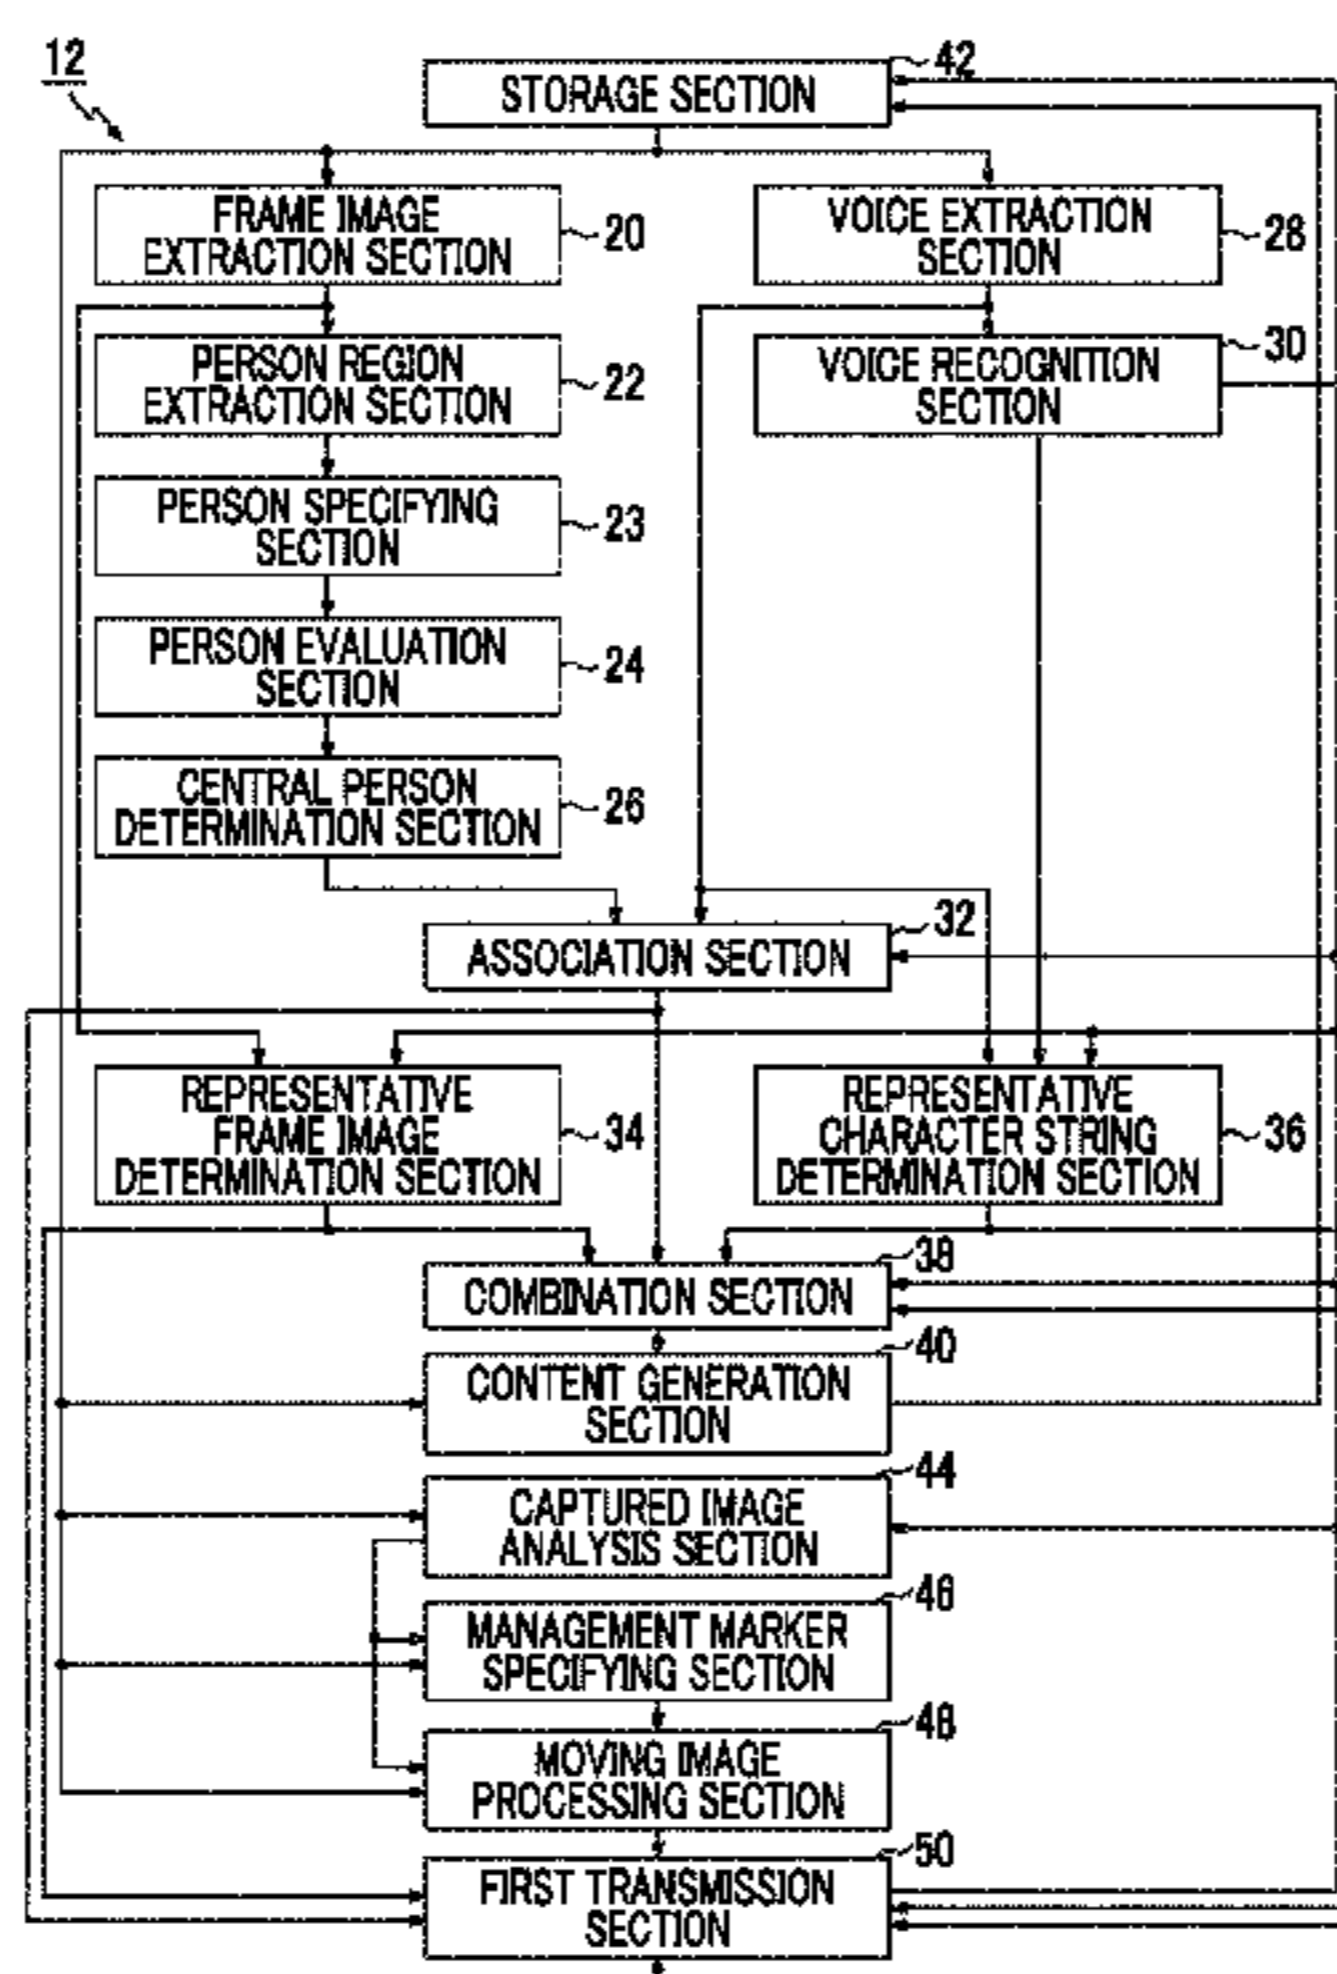 12
STORAGE SECTION
42
FRAME IMAGE
EXTRACTION SECTION
20
VOICE EXTRACTION
SECTION
28
PERSON REGION
EXTRACTION SECTION
22
VOICE RECOGNITION
SECTION
30
PERSON SPECIFYING
SECTION
23
PERSON EVALUATION
SECTION
24
CENTRAL PERSON
DETERMINATION SECTION
26
ASSOCIATION SECTION
32
REPRESENTATIVE
FRAME IMAGE
DETERMINATION SECTION
34
REPRESENTATIVE
CHARACTER STRING
DETERMINATION SECTION
36
COMBINATION SECTION
38
CONTENT GENERATION
SECTION
40
CAPTURED IMAGE
ANALYSIS SECTION
44
MANAGEMENT MARKER
SPECIFYING SECTION
46
MOVING IMAGE
PROCESSING SECTION
48
FIRST TRANSMISSION
SECTION
50